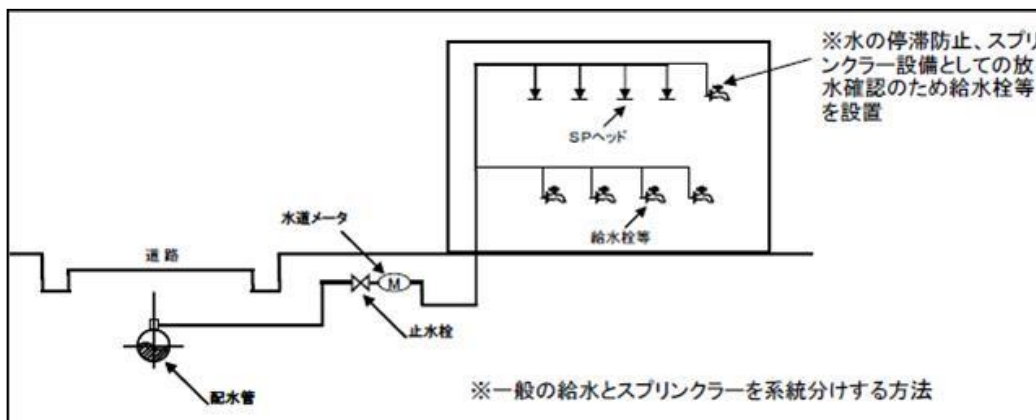 ※水の停滞防止、スプリ
ンクラー設備としての放
水確認のため給水栓等
を設置
SPヘッド
水道メータ
給水栓等
道路
M
止水栓
配水管
※一般の給水とスプリンクラーを系統分けする方法